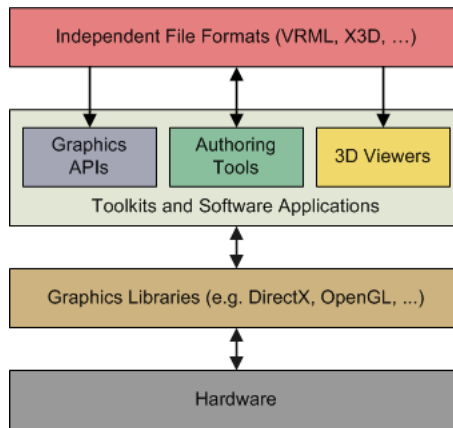 Independent File Formats (VRML, X3D, …)
Graphics
APIs
Authoring
Tools
3D Viewers
Toolkits and Software Applications
Graphics Libraries (e.g. DirectX, OpenGL, ...)
Hardware